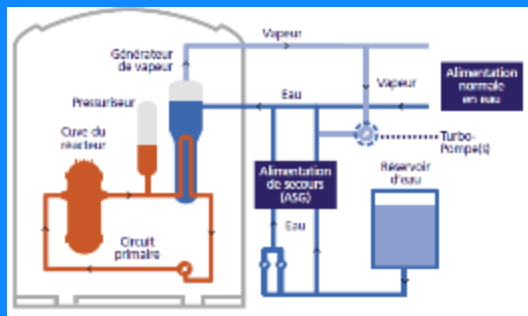 Vapeur
Générateur
de vapeur
Vapeur
Alimentation
normale
en eau
Pressuriseur
Eau
Cuve du
réacteur
Turbo-
Pompe(s)
Alimentation
de secours
(ASG)
Réservoir
d'eau
Eau
Circuit
primaire